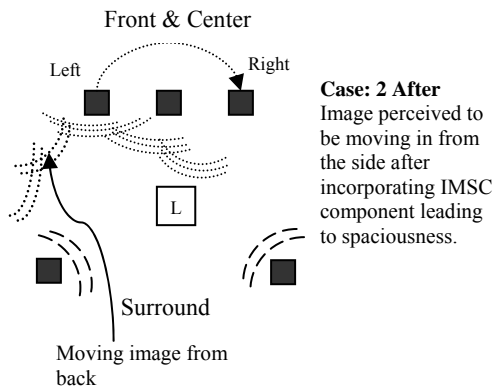 Front & Center
Left
Right
Case: 2 After
Image perceived to
be moving in from
the side after
incorporating IMSC
component leading
to spaciousness.
L
Surround
Moving image from
back